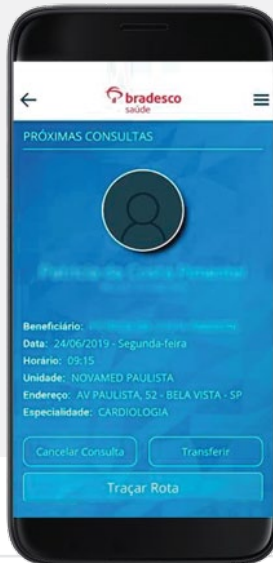 bradesco
saúde
PRÓXIMAS CONSULTAS
Beneficiário:
Data: 24/06/2019 - Segunda-feira
Horário: 09:15
Unidade: NOVAMED PAULISTA
Endereço: AV PAULISTA, 52 - BELA VISTA - SP
Especialidade: CARDIOLOGIA
Cancelar Consulta Transferir
Traçar Rota